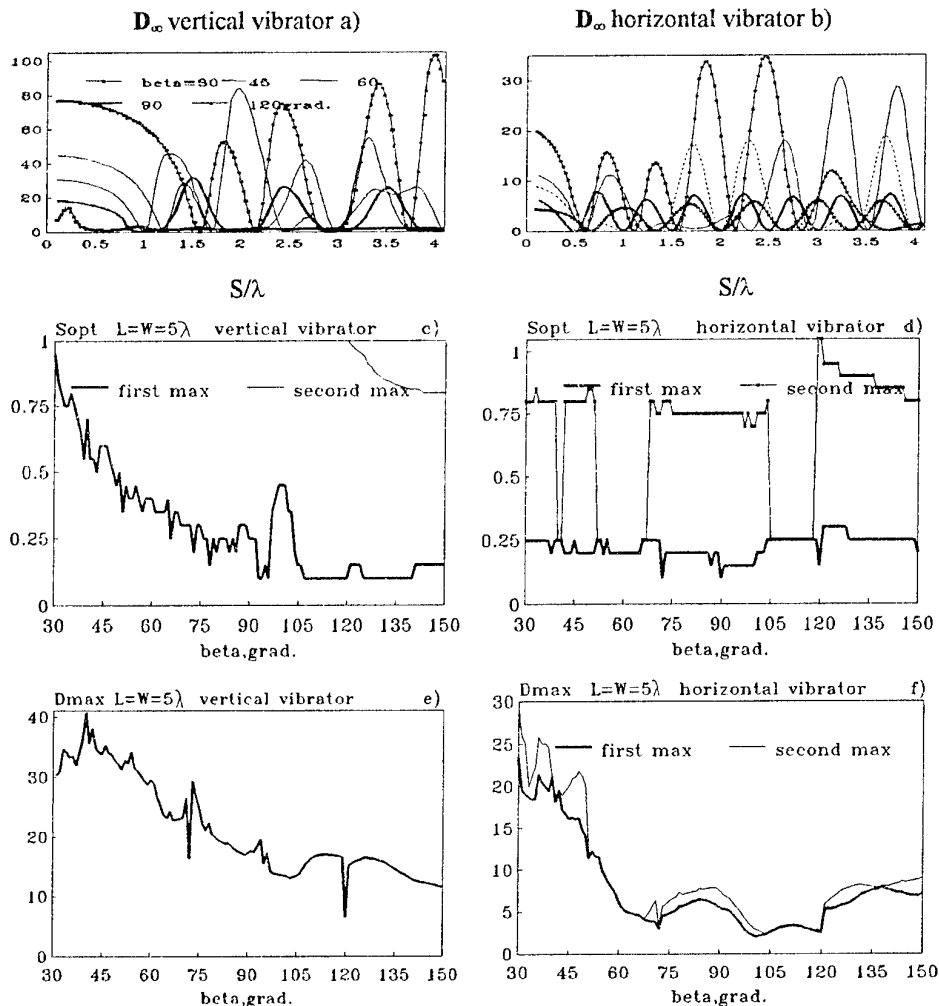 D∞ vertical vibrator a)
D∞ horizontal vibrator b)
100
80
60
40
20
0
beta=90 45 60
90 120grad.
0 0.5 1 1.5 2 2.5 3 3.5 4
30
20
10
0
0 0.5 1 1.5 2 2.5 3 3.5 4
S/λ
S/λ
Sopt L=W=5λ vertical vibrator c)
1
0.75
0.5
0.25
0
first max second max
30 45 60 75 90 105 120 135 150
beta,grad.
Sopt L=W=5λ horizontal vibrator d)
1
0.75
0.5
0.25
0
first max second max
30 45 60 75 90 105 120 135 150
beta,grad.
Dmax L=W=5λ vertical vibrator e)
40
30
20
10
0
30 45 60 75 90 105 120 135 150
beta,grad.
Dmax L=W=5λ horizontal vibrator f)
30
25
20
15
10
5
0
first max second max
30 45 60 75 90 105 120 135 150
beta,grad.